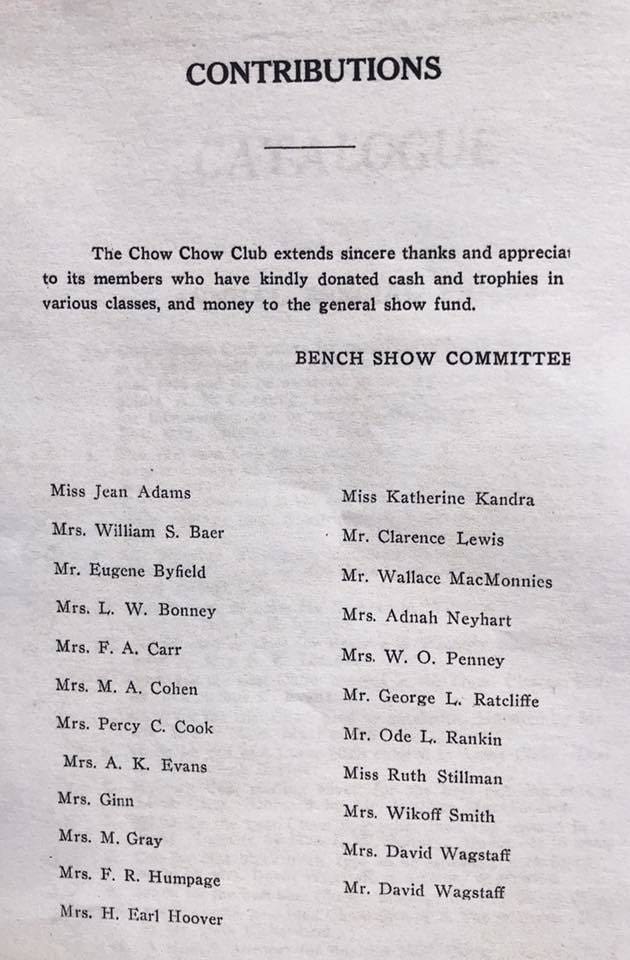 CONTRIBUTIONS
CATALOGUE
The Chow Chow Club extends sincere thanks and appreciat
to its members who have kindly donated cash and trophies in
various classes, and money to the general show fund.
BENCH SHOW COMMITTEE
Miss Jean Adams
Mrs. William S. Baer
Mr. Eugene Byfield
Mrs. L. W. Bonney
Mrs. F. A. Carr
Mrs. M. A. Cohen
Mrs. Percy C. Cook
Mrs. A. K. Evans
Mrs. Ginn
Mrs. M. Gray
Mrs. F. R. Humpage
Mrs. H. Earl Hoover
Miss Katherine Kandra
Mr. Clarence Lewis
Mr. Wallace MacMonnies
Mrs. Adnah Neyhart
Mrs. W. O. Penney
Mr. George L. Ratcliffe
Mr. Ode L. Rankin
Miss Ruth Stillman
Mrs. Wikoff Smith
Mrs. David Wagstaff
Mr. David Wagstaff